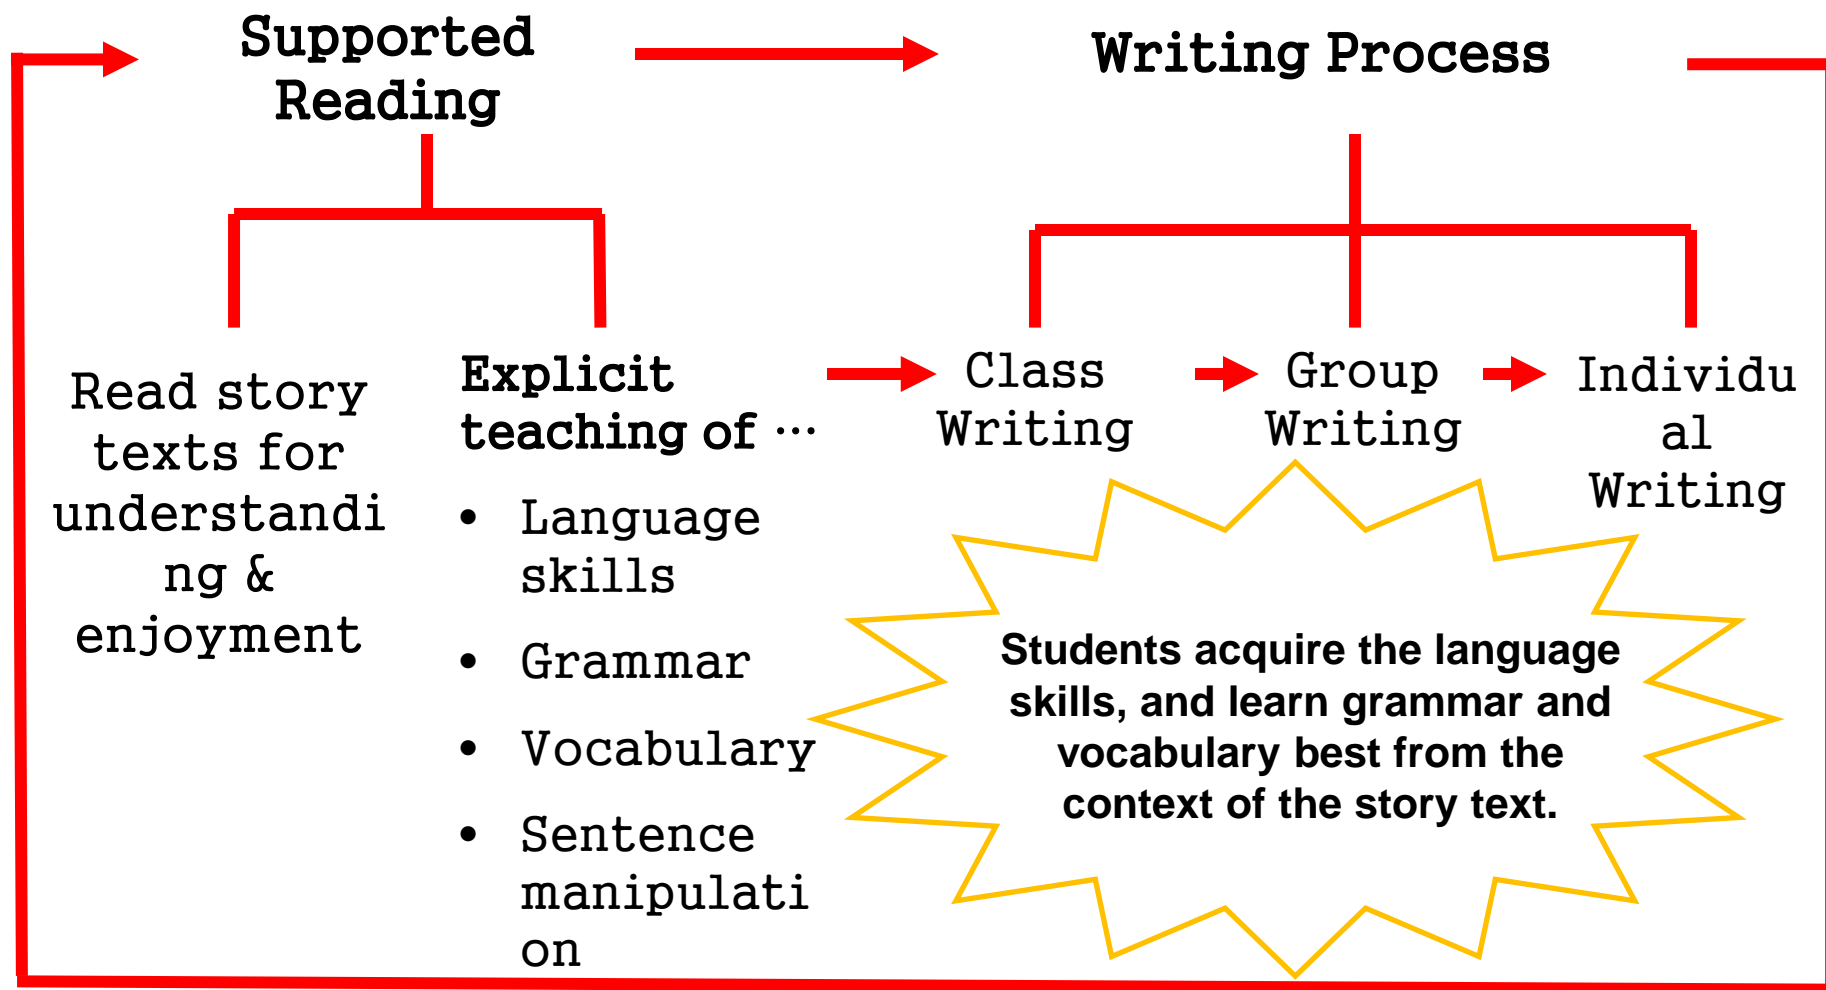 Supported
Reading
Writing Process
Read story
texts for
understandi
ng &
enjoyment
Explicit
teaching of …
• Language
skills
• Grammar
• Vocabulary
• Sentence
manipulati
on
Class
Writing
Group
Writing
Individu
al
Writing
Students acquire the language
skills, and learn grammar and
vocabulary best from the
context of the story text.